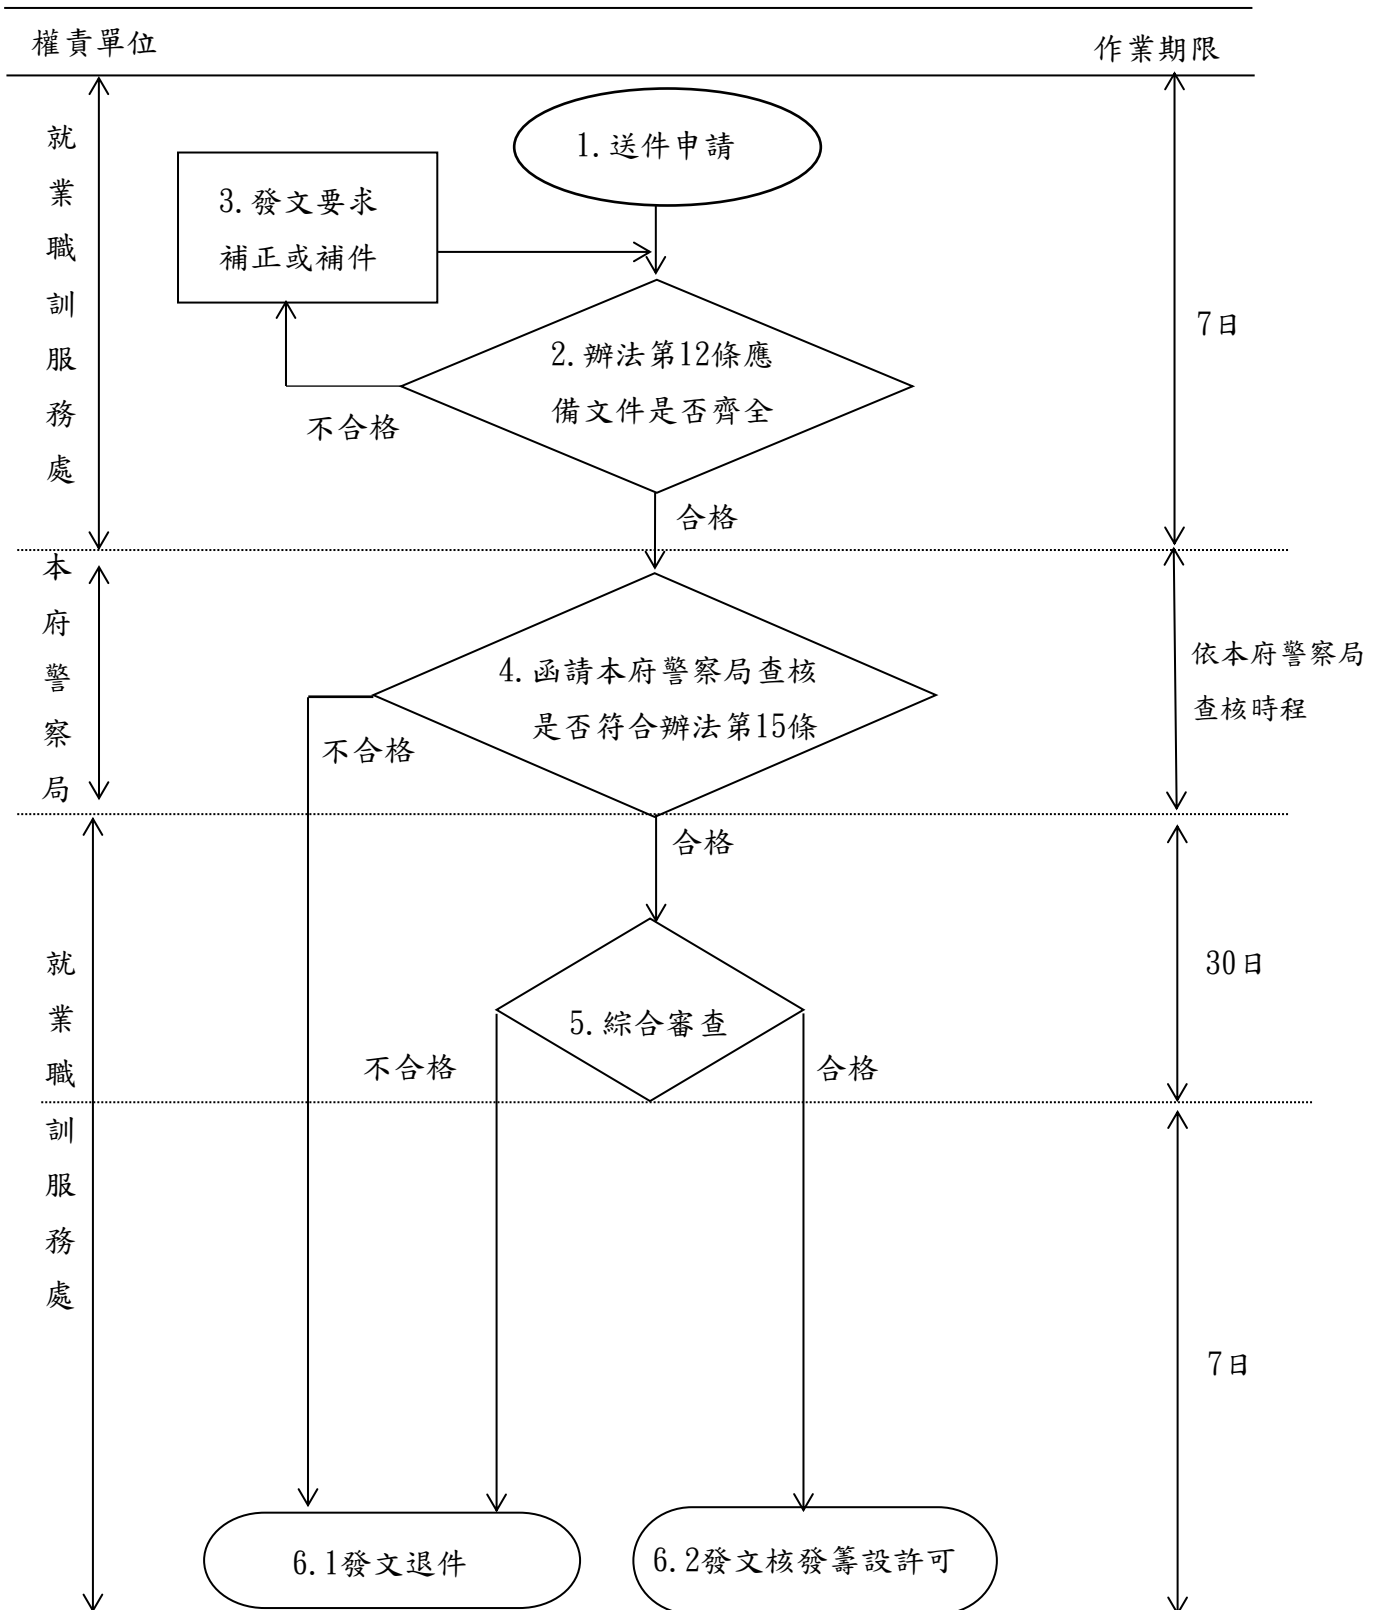 權責單位
作業期限
就業職訓服務處
1.送件申請
3.發文要求
補正或補件
7日
2.辦法第12條應
備文件是否齊全
不合格
合格
本府警察局
4.函請本府警察局查核
是否符合辦法第15條
依本府警察局
查核時程
不合格
合格
就業職訓服務處
30日
5.綜合審查
不合格
合格
7日
6.1發文退件
6.2發文核發籌設許可